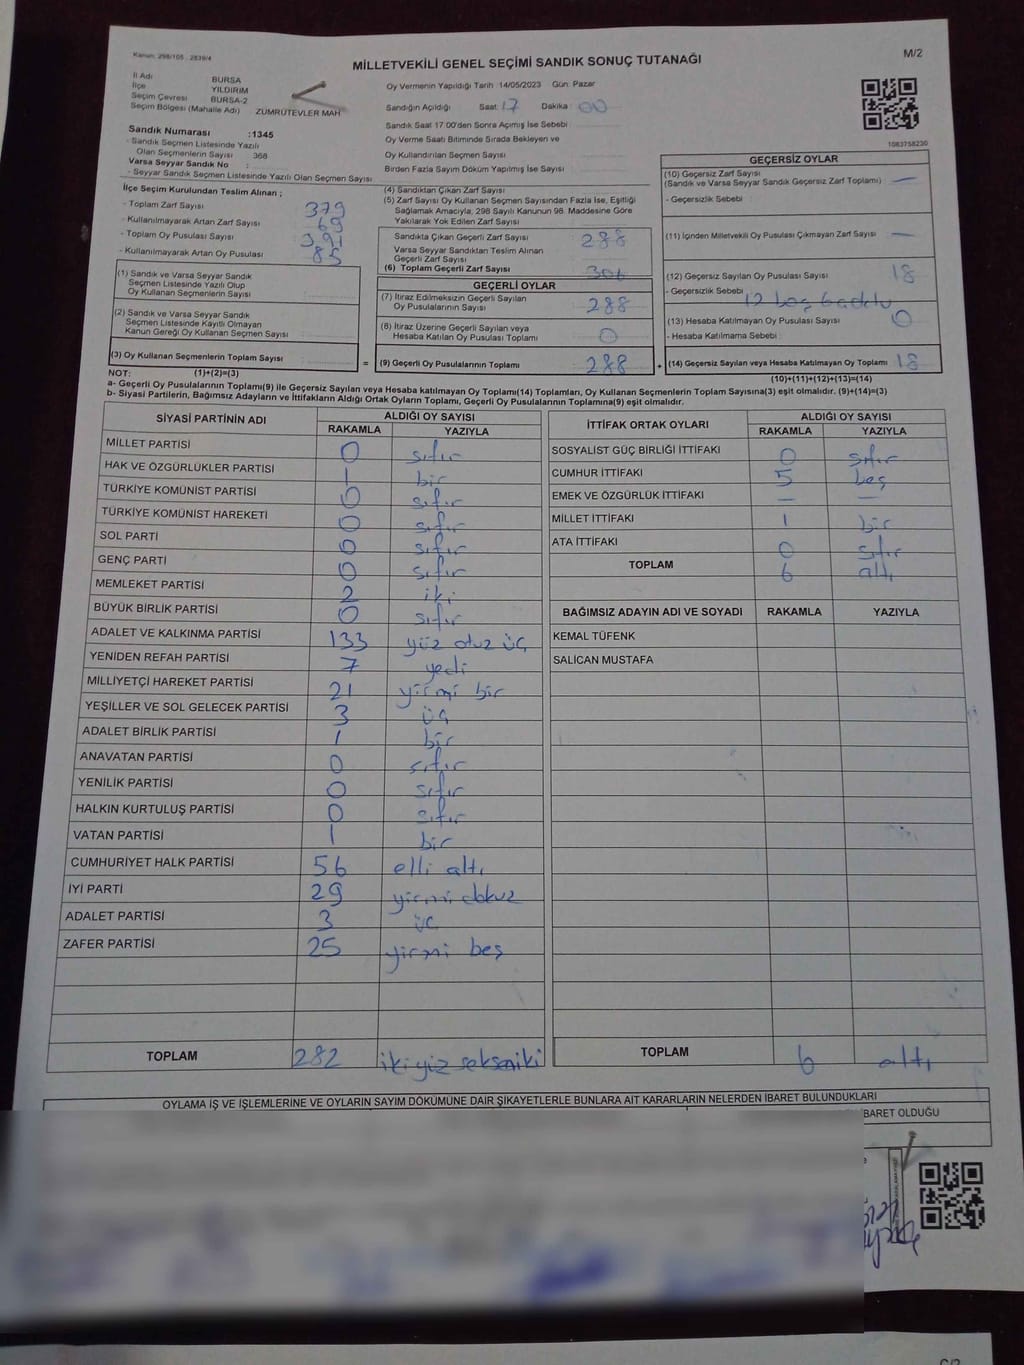 Kanun: 298/105 - 2839/4
MİLLETVEKİLİ GENEL SEÇİMİ SANDIK SONUÇ TUTANAĞI
M/2
İl Adı BURSA
İlçe YILDIRIM
Seçim Çevresi BURSA-2
Seçim Bölgesi (Mahalle Adı) ZÜMRÜTEVLER MAH
Oy Vermenin Yapıldığı Tarih 14/05/2023 Gün: Pazar
Sandığın Açıldığı Saat : 17 Dakika : 00
Sandık Saat 17:00'den Sonra Açılmış İse Sebebi
Oy Verme Saati Bitiminde Sırada Bekleyen ve
Oy Kullandırılan Seçmen Sayısı
Birden Fazla Sayım Döküm Yapılmış İse Sayısı
1083758230
Sandık Numarası :1345
- Sandık Seçmen Listesinde Yazılı
Olan Seçmenlerin Sayısı 368
Varsa Seyyar Sandık No :
- Seyyar Sandık Seçmen Listesinde Yazılı Olan Seçmen Sayısı
İlçe Seçim Kurulundan Teslim Alınan ;
- Toplam Zarf Sayısı 379
- Kullanılmayarak Artan Zarf Sayısı 69
- Toplam Oy Pusulası Sayısı 391
- Kullanılmayarak Artan Oy Pusulası 85
(1) Sandık ve Varsa Seyyar Sandık
Seçmen Listesinde Yazılı Olup
Oy Kullanan Seçmenlerin Sayısı
(2) Sandık ve Varsa Seyyar Sandık
Seçmen Listesinde Kayıtlı Olmayan
Kanun Gereği Oy Kullanan Seçmen Sayısı
(3) Oy Kullanan Seçmenlerin Toplam Sayısı
(1)+(2)=(3)
(4) Sandıktan Çıkan Zarf Sayısı
(5) Zarf Sayısı Oy Kullanan Seçmen Sayısından Fazla İse, Eşitliği
Sağlamak Amacıyla, 298 Sayılı Kanunun 98. Maddesine Göre
Yakılarak Yok Edilen Zarf Sayısı
Sandıkta Çıkan Geçerli Zarf Sayısı 288
Varsa Seyyar Sandıktan Teslim Alınan
Geçerli Zarf Sayısı
(6) Toplam Geçerli Zarf Sayısı 306
GEÇERLİ OYLAR
(7) İtiraz Edilmeksizin Geçerli Sayılan
Oy Pusulalarının Sayısı 288
(8) İtiraz Üzerine Geçerli Sayılan veya
Hesaba Katılan Oy Pusulası Toplamı 0
= (9) Geçerli Oy Pusulalarının Toplamı 288 +
GEÇERSİZ OYLAR
(10) Geçersiz Zarf Sayısı
(Sandık ve Varsa Seyyar Sandık Geçersiz Zarf Toplamı) —
- Geçersizlik Sebebi
(11) İçinden Milletvekili Oy Pusulası Çıkmayan Zarf Sayısı —
(12) Geçersiz Sayılan Oy Pusulası Sayısı 18
- Geçersizlik Sebebi 12 boş 6
(13) Hesaba Katılmayan Oy Pusulası Sayısı 0
- Hesaba Katılmama Sebebi
(14) Geçersiz Sayılan veya Hesaba Katılmayan Oy Toplamı 18
(10)+(11)+(12)+(13)=(14)
NOT:
a- Geçerli Oy Pusulalarının Toplamı(9) ile Geçersiz Sayılan veya Hesaba katılmayan Oy Toplamı(14) Toplamları, Oy Kullanan Seçmenlerin Toplam Sayısına(3) eşit olmalıdır. (9)+(14)=(3)
b- Siyasi Partilerin, Bağımsız Adayların ve İttifakların Aldığı Ortak Oyların Toplamı, Geçerli Oy Pusulalarının Toplamına(9) eşit olmalıdır.
SİYASİ PARTİNİN ADI ALDIĞI OY SAYISI
RAKAMLA YAZIYLA
MİLLET PARTİSİ 0 sıfır
HAK VE ÖZGÜRLÜKLER PARTİSİ 1 bir
TÜRKİYE KOMÜNİST PARTİSİ 0 sıfır
TÜRKİYE KOMÜNİST HAREKETİ 0 sıfır
SOL PARTİ 0 sıfır
GENÇ PARTİ 0 sıfır
MEMLEKET PARTİSİ 2 iki
BÜYÜK BİRLİK PARTİSİ 0 sıfır
ADALET VE KALKINMA PARTİSİ 133 yüz otuz üç
YENİDEN REFAH PARTİSİ 7 yedi
MİLLİYETÇİ HAREKET PARTİSİ 21 yirmi bir
YEŞİLLER VE SOL GELECEK PARTİSİ 3 üç
ADALET BİRLİK PARTİSİ 1 bir
ANAVATAN PARTİSİ 0 sıfır
YENİLİK PARTİSİ 0 sıfır
HALKIN KURTULUŞ PARTİSİ 0 sıfır
VATAN PARTİSİ 1 bir
CUMHURİYET HALK PARTİSİ 56 elli altı
İYİ PARTİ 29 yirmi dokuz
ADALET PARTİSİ 3 üç
ZAFER PARTİSİ 25 yirmi beş
TOPLAM 282 iki yüz sekseniki
İTTİFAK ORTAK OYLARI ALDIĞI OY SAYISI
RAKAMLA YAZIYLA
SOSYALİST GÜÇ BİRLİĞİ İTTİFAKI 0 sıfır
CUMHUR İTTİFAKI 5 beş
EMEK VE ÖZGÜRLÜK İTTİFAKI — —
MİLLET İTTİFAKI 1 bir
ATA İTTİFAKI 0 sıfır
TOPLAM 6 altı
BAĞIMSIZ ADAYIN ADI VE SOYADI RAKAMLA YAZIYLA
KEMAL TÜFENK
SALİCAN MUSTAFA
TOPLAM 6 altı
OYLAMA İŞ VE İŞLEMLERİNE VE OYLARIN SAYIM DÖKÜMÜNE DAİR ŞİKAYETLERLE BUNLARA AİT KARARLARIN NELERDEN İBARET BULUNDUKLARI
İBARET OLDUĞU